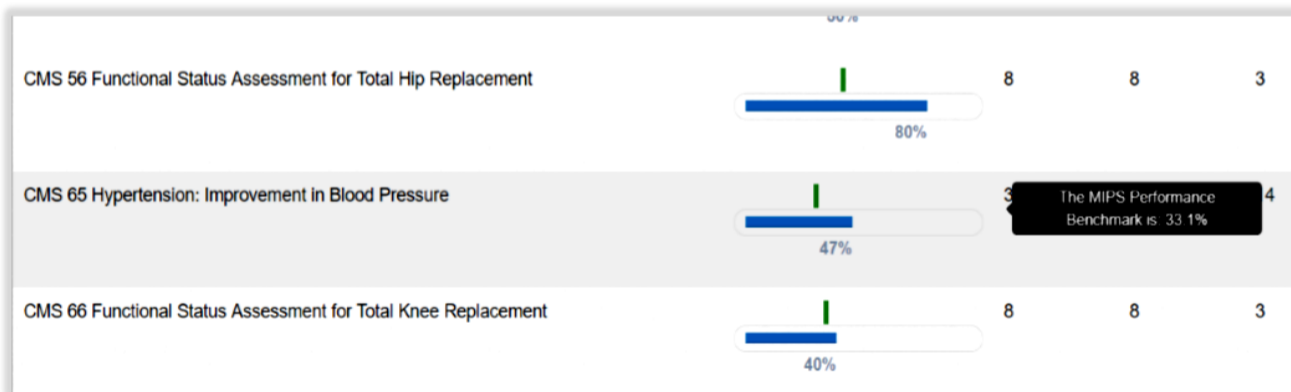 CMS 56 Functional Status Assessment for Total Hip Replacement 8 8 3
80%
CMS 65 Hypertension: Improvement in Blood Pressure 3 4
The MIPS Performance
Benchmark is: 33.1%
47%
CMS 66 Functional Status Assessment for Total Knee Replacement 8 8 3
40%